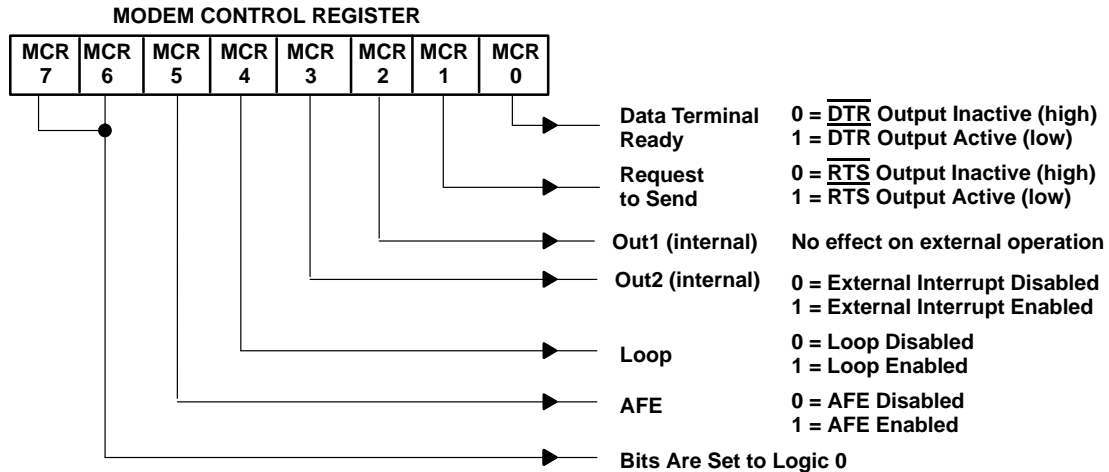 MODEM CONTROL REGISTER
MCR 7 MCR 6 MCR 5 MCR 4 MCR 3 MCR 2 MCR 1 MCR 0
Data Terminal Ready
0 = D̅T̅R̅ Output Inactive (high)
1 = D̅T̅R̅ Output Active (low)
Request to Send
0 = R̅T̅S̅ Output Inactive (high)
1 = R̅T̅S̅ Output Active (low)
Out1 (internal) No effect on external operation
Out2 (internal)
0 = External Interrupt Disabled
1 = External Interrupt Enabled
Loop
0 = Loop Disabled
1 = Loop Enabled
AFE
0 = AFE Disabled
1 = AFE Enabled
Bits Are Set to Logic 0